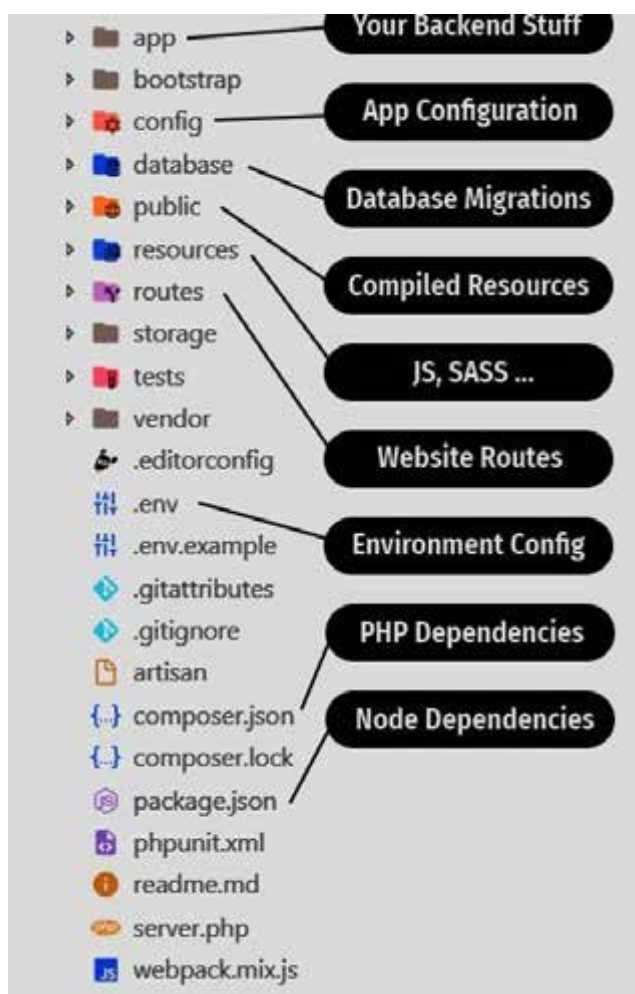 app
Your Backend Stuff
bootstrap
config
App Configuration
database
Database Migrations
public
resources
Compiled Resources
routes
storage
JS, SASS ...
tests
vendor
.editorconfig
Website Routes
.env
.env.example
Environment Config
.gitattributes
.gitignore
PHP Dependencies
artisan
composer.json
Node Dependencies
composer.lock
package.json
phpunit.xml
readme.md
server.php
webpack.mix.js
JS